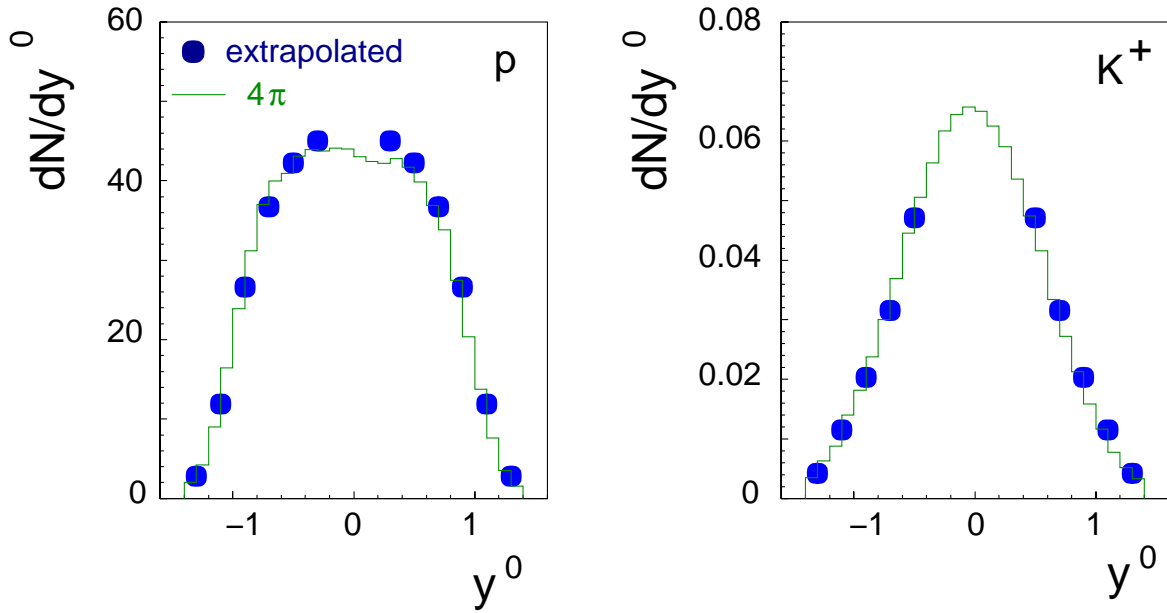 dN/dy⁰
60
40
20
0
extrapolated
4π
p
−1 0 1
y⁰
dN/dy⁰
0.08
0.06
0.04
0.02
0
K⁺
−1 0 1
y⁰